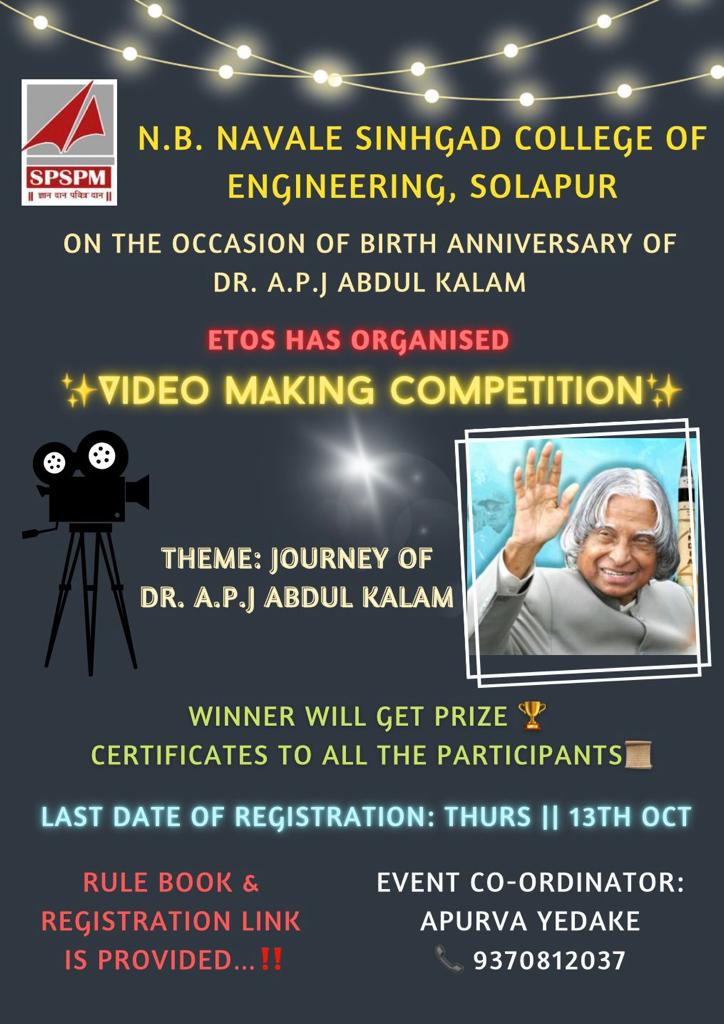 SPSPM
|| ज्ञान दान पवित्र दान ||
N.B. NAVALE SINHGAD COLLEGE OF
ENGINEERING, SOLAPUR
ON THE OCCASION OF BIRTH ANNIVERSARY OF
DR. A.P.J ABDUL KALAM
ETOS HAS ORGANISED
✨VIDEO MAKING COMPETITION✨
THEME: JOURNEY OF
DR. A.P.J ABDUL KALAM
WINNER WILL GET PRIZE 🏆
CERTIFICATES TO ALL THE PARTICIPANTS📜
LAST DATE OF REGISTRATION: THURS || 13TH OCT
RULE BOOK &
REGISTRATION LINK
IS PROVIDED...‼️
EVENT CO-ORDINATOR:
APURVA YEDAKE
📞 9370812037